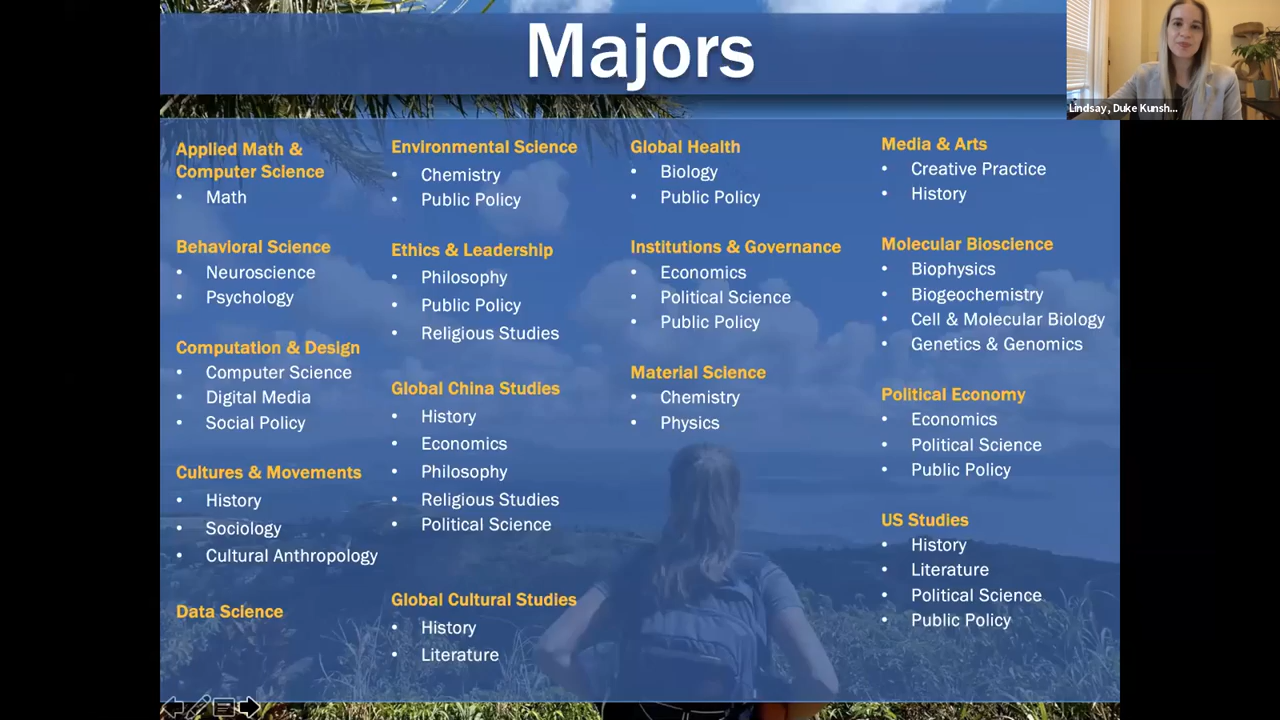 Majors
Lindsay, Duke Kunsh...
Applied Math &
Computer Science
• Math
Behavioral Science
• Neuroscience
• Psychology
Computation & Design
• Computer Science
• Digital Media
• Social Policy
Cultures & Movements
• History
• Sociology
• Cultural Anthropology
Data Science
Environmental Science
• Chemistry
• Public Policy
Ethics & Leadership
• Philosophy
• Public Policy
• Religious Studies
Global China Studies
• History
• Economics
• Philosophy
• Religious Studies
• Political Science
Global Cultural Studies
• History
• Literature
Global Health
• Biology
• Public Policy
Institutions & Governance
• Economics
• Political Science
• Public Policy
Material Science
• Chemistry
• Physics
Media & Arts
• Creative Practice
• History
Molecular Bioscience
• Biophysics
• Biogeochemistry
• Cell & Molecular Biology
• Genetics & Genomics
Political Economy
• Economics
• Political Science
• Public Policy
US Studies
• History
• Literature
• Political Science
• Public Policy